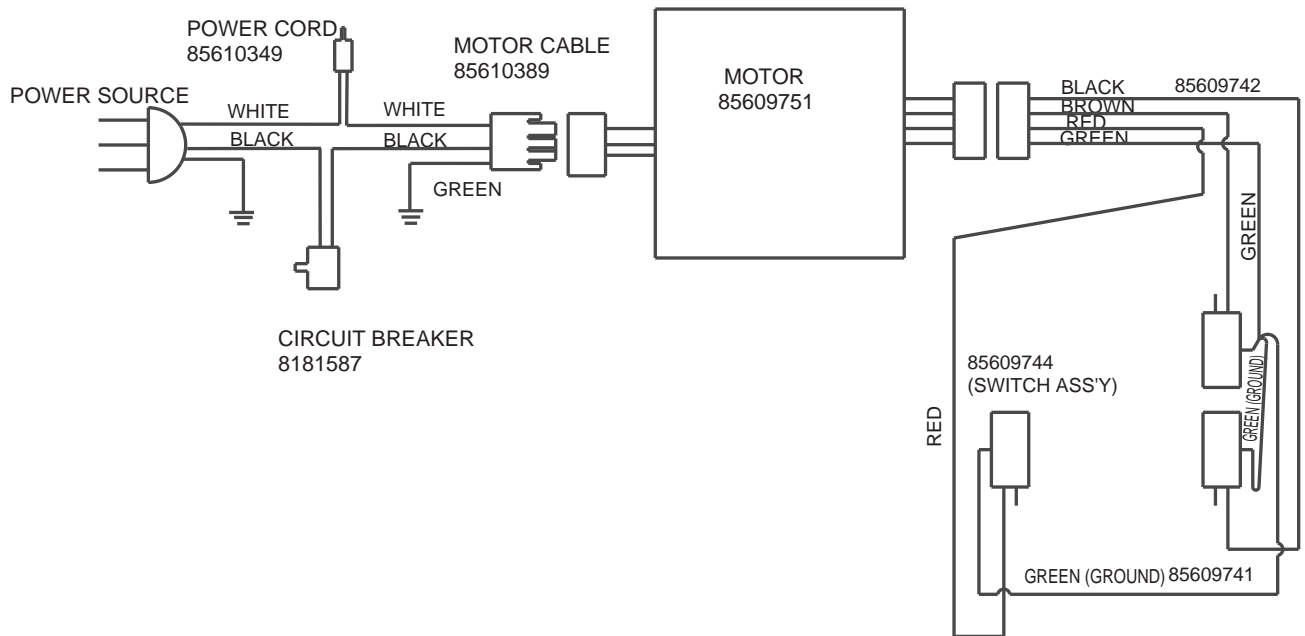 POWER CORD
85610349
MOTOR CABLE
85610389
MOTOR
85609751
POWER SOURCE
WHITE
WHITE
BLACK
BLACK
GREEN
BLACK
85609742
BROWN
RED
GREEN
GREEN
CIRCUIT BREAKER
8181587
85609744
(SWITCH ASS'Y)
RED
GREEN (GROUND)
GREEN (GROUND) 85609741